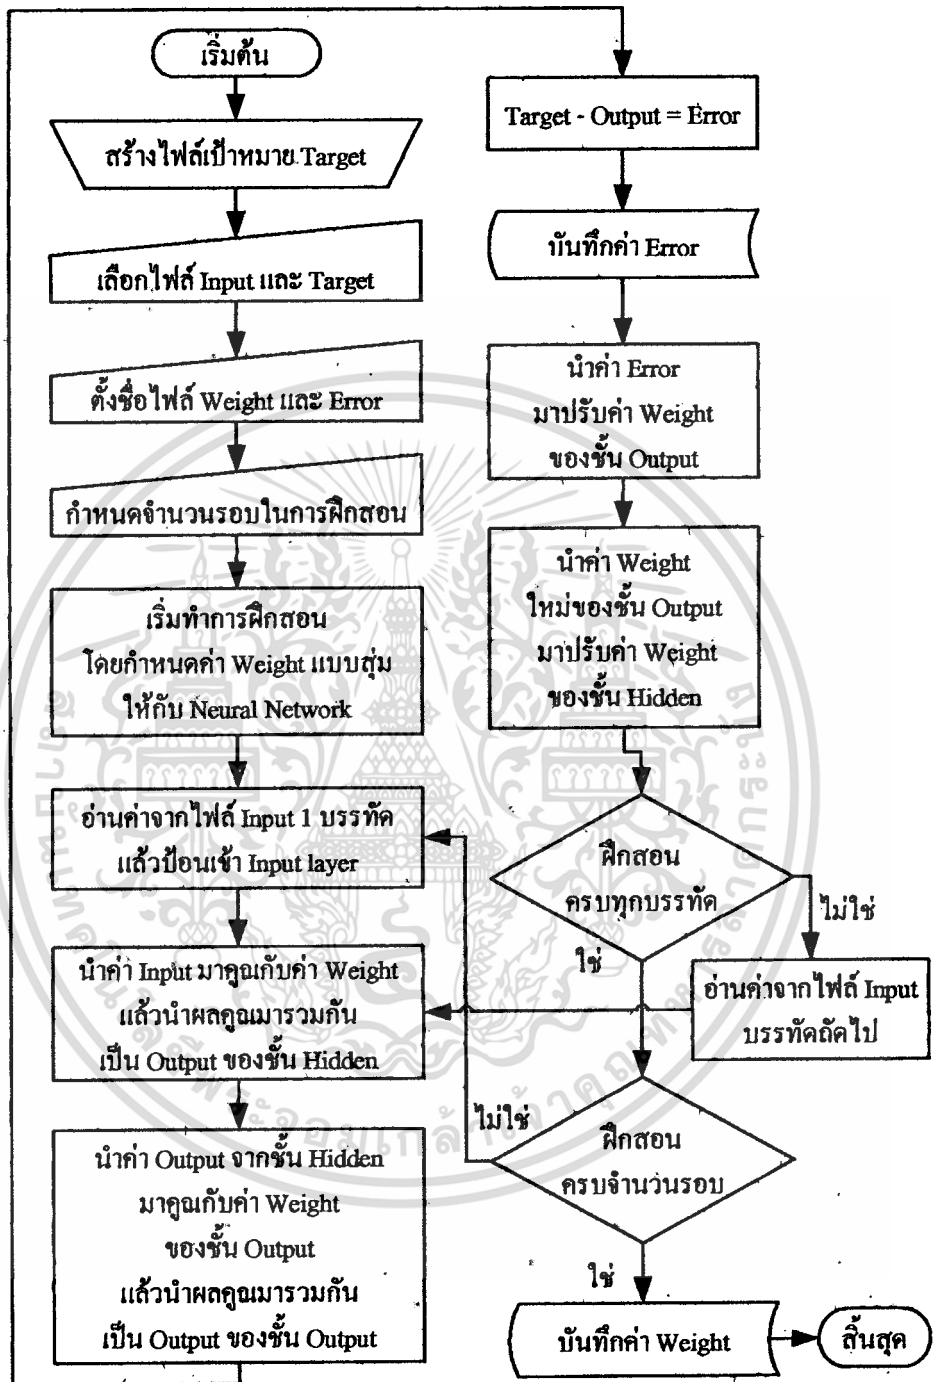 เริ่มต้น
สร้างไฟล์เป้าหมาย Target
เลือกไฟล์ Input และ Target
ตั้งชื่อไฟล์ Weight และ Error
กำหนดจำนวนรอบในการฝึกสอน
เริ่มทำการฝึกสอน
โดยกำหนดค่า Weight แบบสุ่ม
ให้กับ Neural Network
อ่านค่าจากไฟล์ Input 1 บรรทัด
แล้วป้อนเข้า Input layer
นำค่า Input มาคูณกับค่า Weight
แล้วนำผลคูณมารวมกัน
เป็น Output ของชั้น Hidden
นำค่า Output จากชั้น Hidden
มาคูณกับค่า Weight
ของชั้น Output
แล้วนำผลคูณมารวมกัน
เป็น Output ของชั้น Output
Target - Output = Error
บันทึกค่า Error
นำค่า Error
มาปรับค่า Weight
ของชั้น Output
นำค่า Weight
ใหม่ของชั้น Output
มาปรับค่า Weight
ของชั้น Hidden
ฝึกสอน
ครบทุกบรรทัด
ไม่ใช่
ใช่
อ่านค่าจากไฟล์ Input
บรรทัดถัดไป
ไม่ใช่
ฝึกสอน
ครบจำนวนรอบ
ใช่
บันทึกค่า Weight
สิ้นสุด